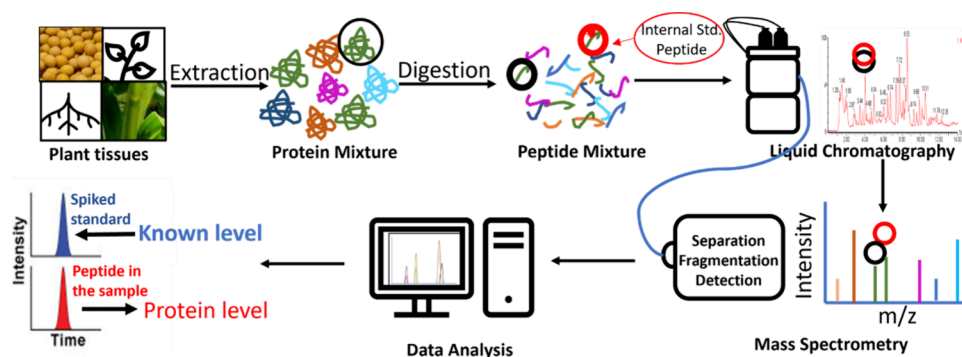 Extraction
Digestion
Internal Std.
Peptide
Plant tissues
Protein Mixture
Peptide Mixture
Liquid Chromatography
Intensity
Spiked
standard
Known level
Peptide in
the sample
Protein level
Intensity
Time
Data Analysis
Separation
Fragmentation
Detection
Intensity
m/z
Mass Spectrometry